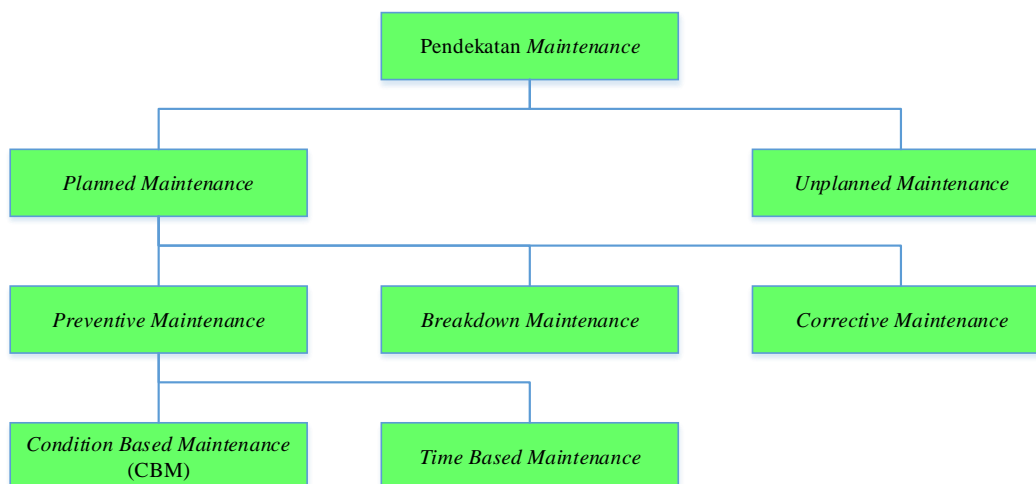 Pendekatan Maintenance
Planned Maintenance
Unplanned Maintenance
Preventive Maintenance
Breakdown Maintenance
Corrective Maintenance
Condition Based Maintenance
(CBM)
Time Based Maintenance